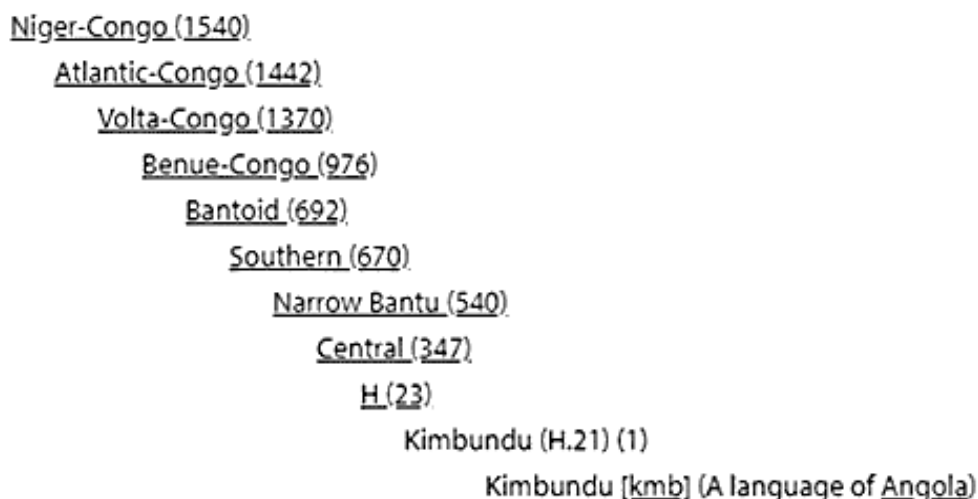 Niger-Congo (1540)
Atlantic-Congo (1442)
Volta-Congo (1370)
Benue-Congo (976)
Bantoid (692)
Southern (670)
Narrow Bantu (540)
Central (347)
H (23)
Kimbundu (H.21) (1)
Kimbundu [kmb] (A language of Angola)